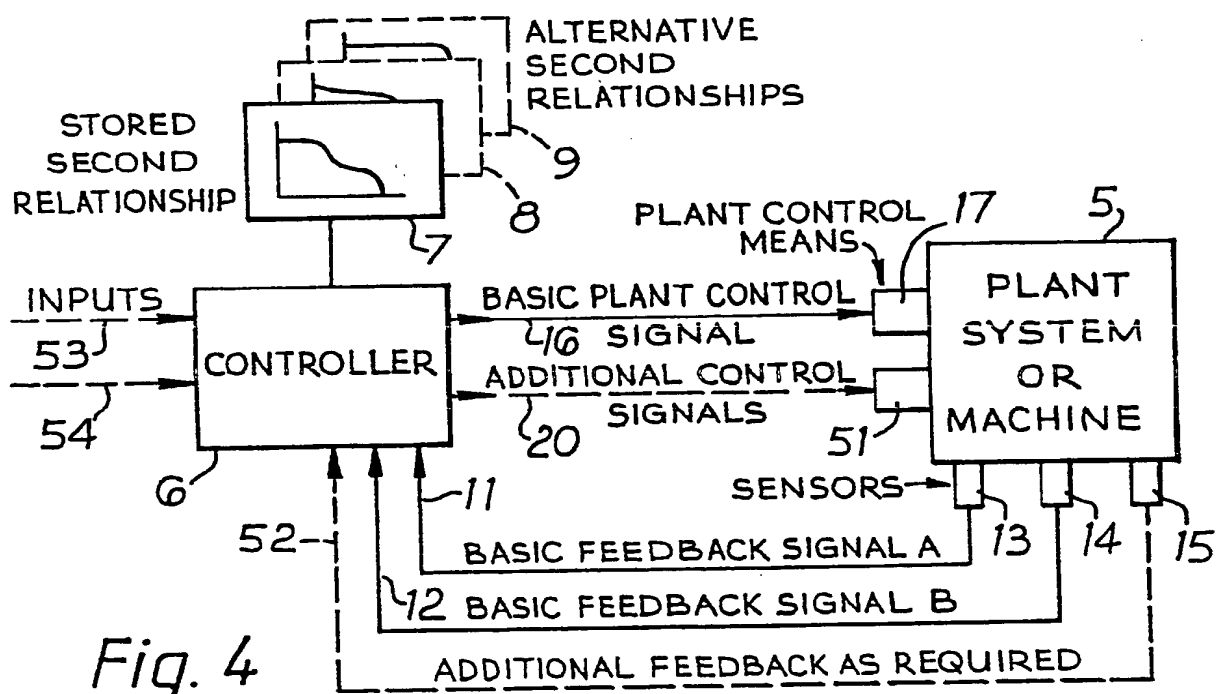 ALTERNATIVE
SECOND
RELATIONSHIPS
9
8
STORED
SECOND
RELATIONSHIP
7
PLANT CONTROL
MEANS
17
5
INPUTS
53
54
CONTROLLER
6
BASIC PLANT CONTROL
16 SIGNAL
ADDITIONAL CONTROL
20 SIGNALS
51
PLANT
SYSTEM
OR
MACHINE
SENSORS
13
14
15
11
52
BASIC FEEDBACK SIGNAL A
12
BASIC FEEDBACK SIGNAL B
ADDITIONAL FEEDBACK AS REQUIRED
Fig. 4